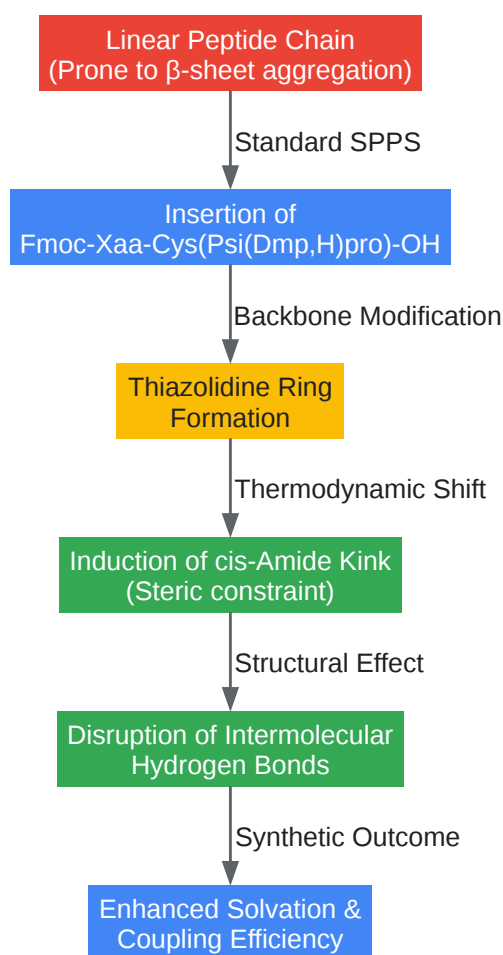 Linear Peptide Chain
(Prone to β-sheet aggregation)
Standard SPPS
Insertion of
Fmoc-Xaa-Cys(Psi(Dmp,H)pro)-OH
Backbone Modification
Thiazolidine Ring
Formation
Thermodynamic Shift
Induction of cis-Amide Kink
(Steric constraint)
Structural Effect
Disruption of Intermolecular
Hydrogen Bonds
Synthetic Outcome
Enhanced Solvation &
Coupling Efficiency